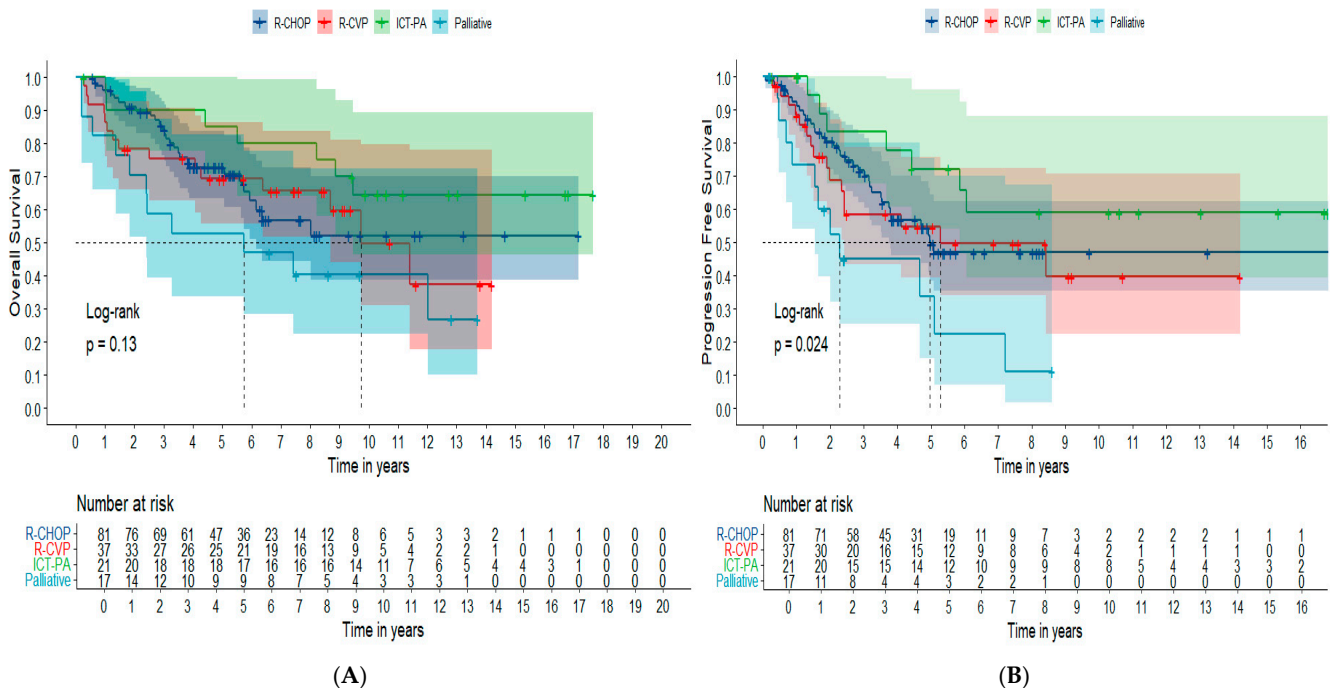 R-CHOP R-CVP ICT-PA Palliative
1.0
0.9
0.8
0.7
0.6
0.5
0.4
0.3
0.2
0.1
0.0
Overall Survival
Log-rank
p = 0.13
0 1 2 3 4 5 6 7 8 9 10 11 12 13 14 15 16 17 18 19 20
Time in years
Number at risk
R-CHOP 81 76 69 61 47 36 23 14 12 8 6 5 3 3 2 1 1 1 0 0 0
R-CVP 37 33 27 26 25 21 19 16 13 9 5 4 2 2 1 0 0 0 0 0 0
ICT-PA 21 20 18 18 18 17 16 16 16 14 11 7 6 5 4 4 3 1 0 0 0
Palliative 17 14 12 10 9 9 8 7 5 4 3 3 3 1 0 0 0 0 0 0 0
0 1 2 3 4 5 6 7 8 9 10 11 12 13 14 15 16 17 18 19 20
Time in years
(A)
R-CHOP R-CVP ICT-PA Palliative
1.0
0.9
0.8
0.7
0.6
0.5
0.4
0.3
0.2
0.1
0.0
Progression Free Survival
Log-rank
p = 0.024
0 1 2 3 4 5 6 7 8 9 10 11 12 13 14 15 16
Time in years
Number at risk
R-CHOP 81 71 58 45 31 19 11 9 7 3 2 2 2 2 1 1 1
R-CVP 37 30 20 16 15 12 9 8 6 4 2 1 1 1 1 0 0
ICT-PA 21 20 15 15 14 12 10 9 9 8 8 5 4 4 3 3 2
Palliative 17 11 8 4 4 3 2 2 1 0 0 0 0 0 0 0 0
0 1 2 3 4 5 6 7 8 9 10 11 12 13 14 15 16
Time in years
(B)